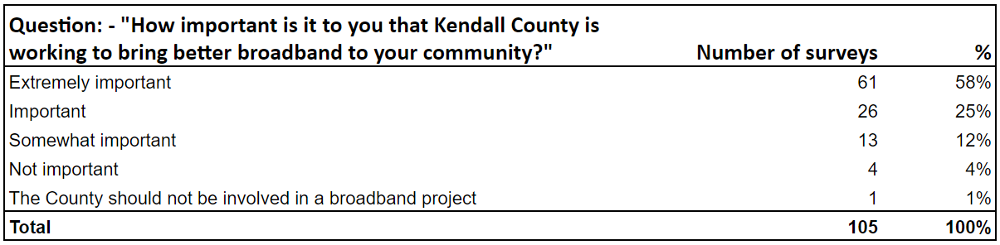 Question: - "How important is it to you that Kendall County is
working to bring better broadband to your community?" Number of surveys %
Extremely important 61 58%
Important 26 25%
Somewhat important 13 12%
Not important 4 4%
The County should not be involved in a broadband project 1 1%
Total 105 100%